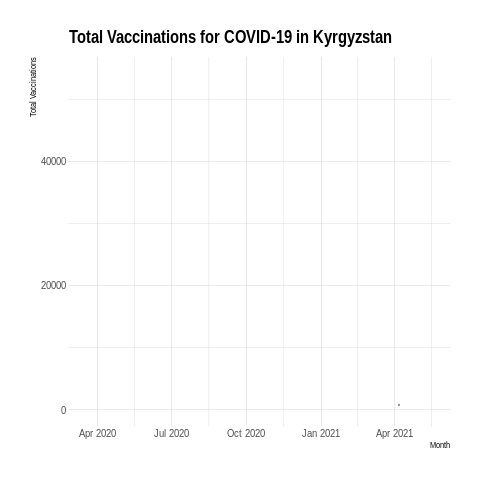 Total Vaccinations for COVID-19 in Kyrgyzstan
Total Vaccinations
40000
20000
0
Apr 2020 Jul 2020 Oct 2020 Jan 2021 Apr 2021
Month